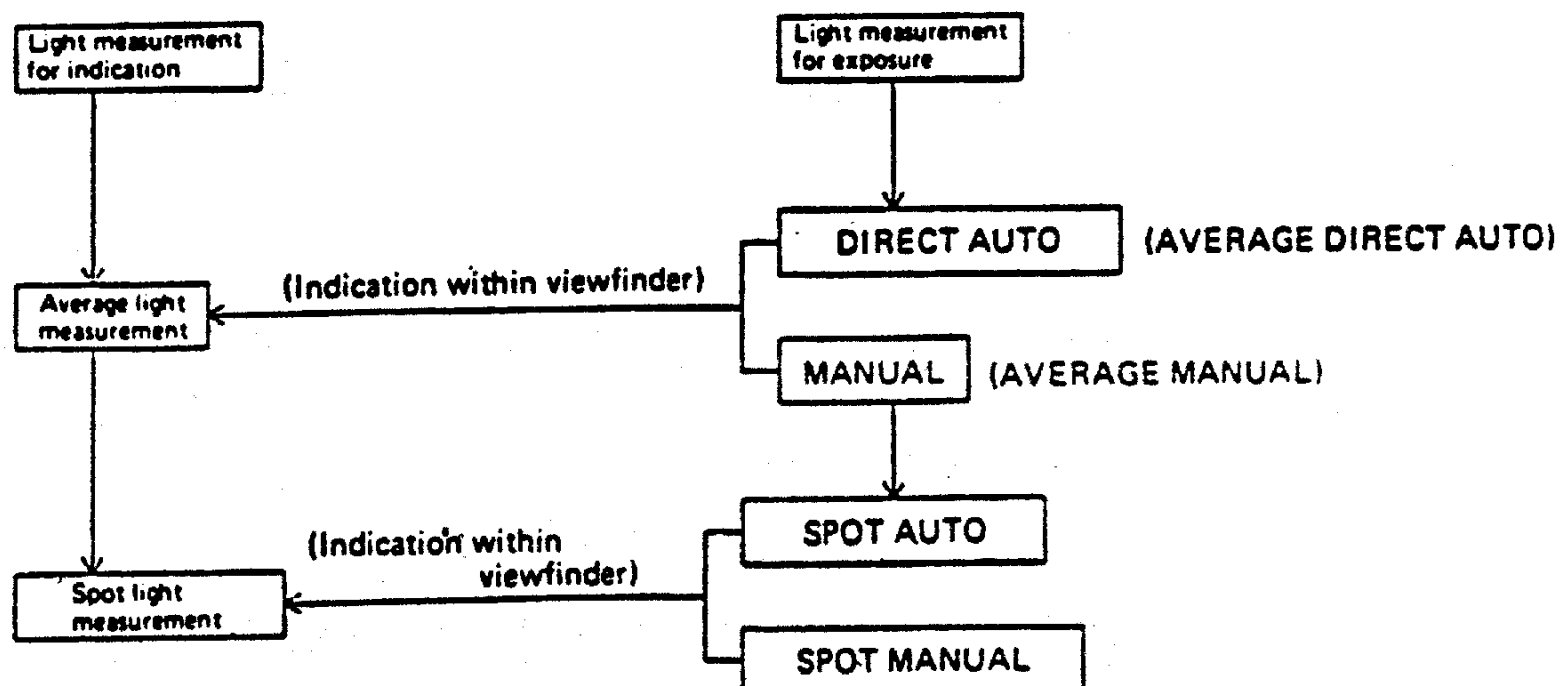 Light measurement
for indication
Light measurement
for exposure
DIRECT AUTO
(AVERAGE DIRECT AUTO)
(Indication within viewfinder)
Average light
measurement
MANUAL
(AVERAGE MANUAL)
SPOT AUTO
(Indication within
viewfinder)
Spot light
measurement
SPOT MANUAL